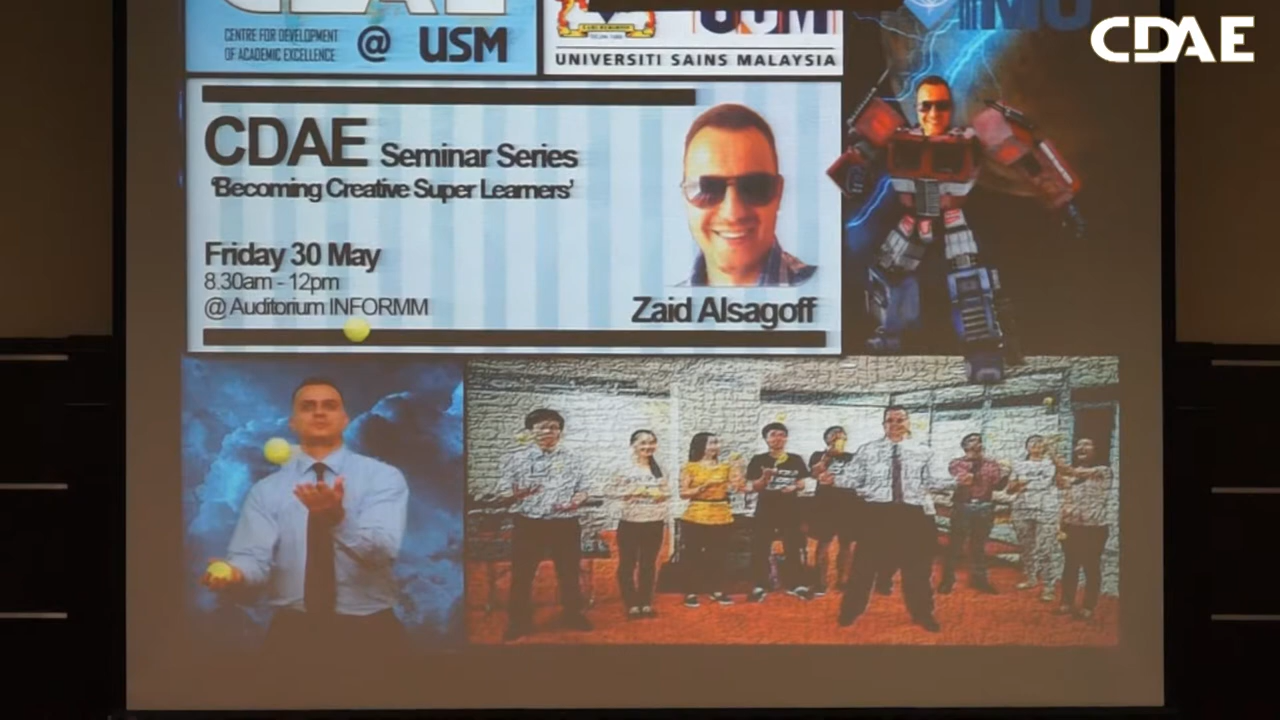 CDAE
CENTRE FOR DEVELOPMENT
OF ACADEMIC EXCELLENCE
@ USM
UNIVERSITI SAINS MALAYSIA
CDAE
CDAE Seminar Series
'Becoming Creative Super Learners'
Friday 30 May
8.30am - 12pm
@ Auditorium INFORMM
Zaid Alsagoff